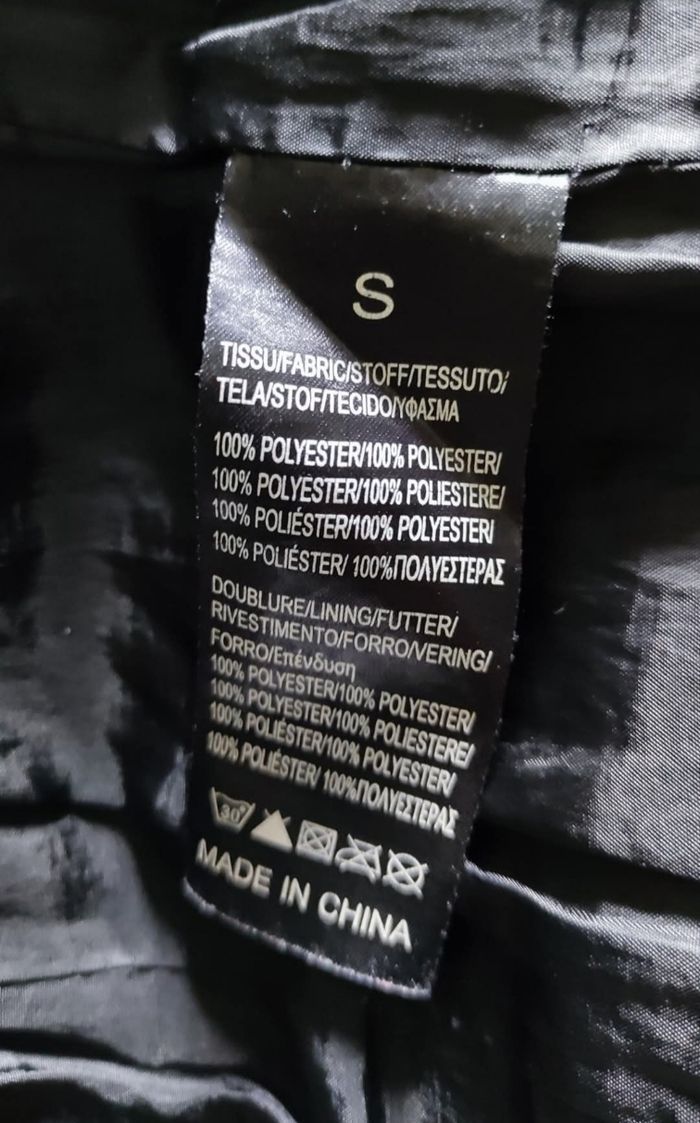 S
TISSU/FABRIC/STOFF/TESSUTO/
TELA/STOF/TECIDO/ΥΦΑΣΜΑ
100% POLYESTER/100% POLYESTER/
100% POLYESTER/100% POLIESTERE/
100% POLIÉSTER/100% POLYESTER/
100% POLIÉSTER/ 100%ΠΟΛΥΕΣΤΕΡΑΣ
DOUBLURE/LINING/FUTTER/
RIVESTIMENTO/FORRO/VERING/
FORRO/Επένδυση
100% POLYESTER/100% POLYESTER/
100% POLYESTER/100% POLIESTERE/
100% POLIÉSTER/100% POLYESTER/
100% POLIÉSTER/ 100%ΠΟΛΥΕΣΤΕΡΑΣ
30°
MADE IN CHINA